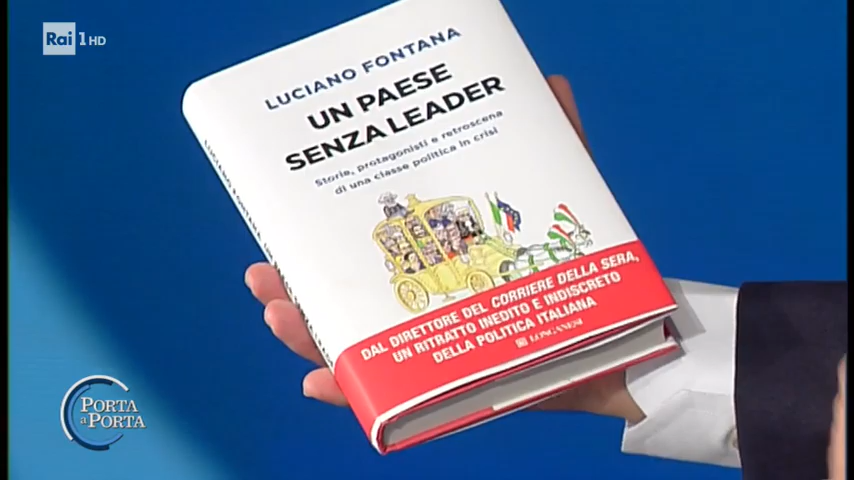 Rai 1 HD
LUCIANO FONTANA
UN PAESE
SENZA LEADER
Storie, protagonisti e retroscena
di una classe politica in crisi
DAL DIRETTORE DEL CORRIERE DELLA SERA,
UN RITRATTO INEDITO E INDISCRETO
DELLA POLITICA ITALIANA
LONGANESI
LUCIANO FONTANA
PORTA
a PORTA